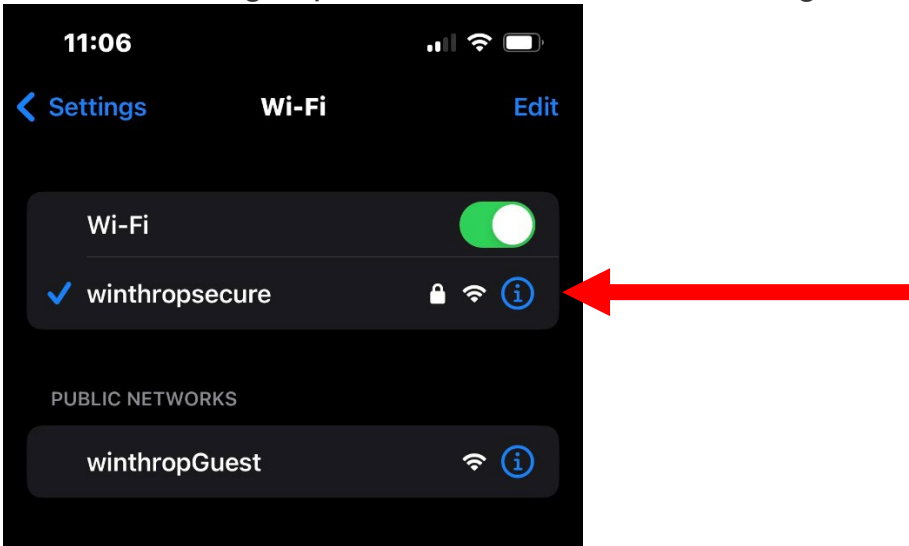 11:06
Settings Wi-Fi Edit
Wi-Fi
winthropsecure
PUBLIC NETWORKS
winthropGuest